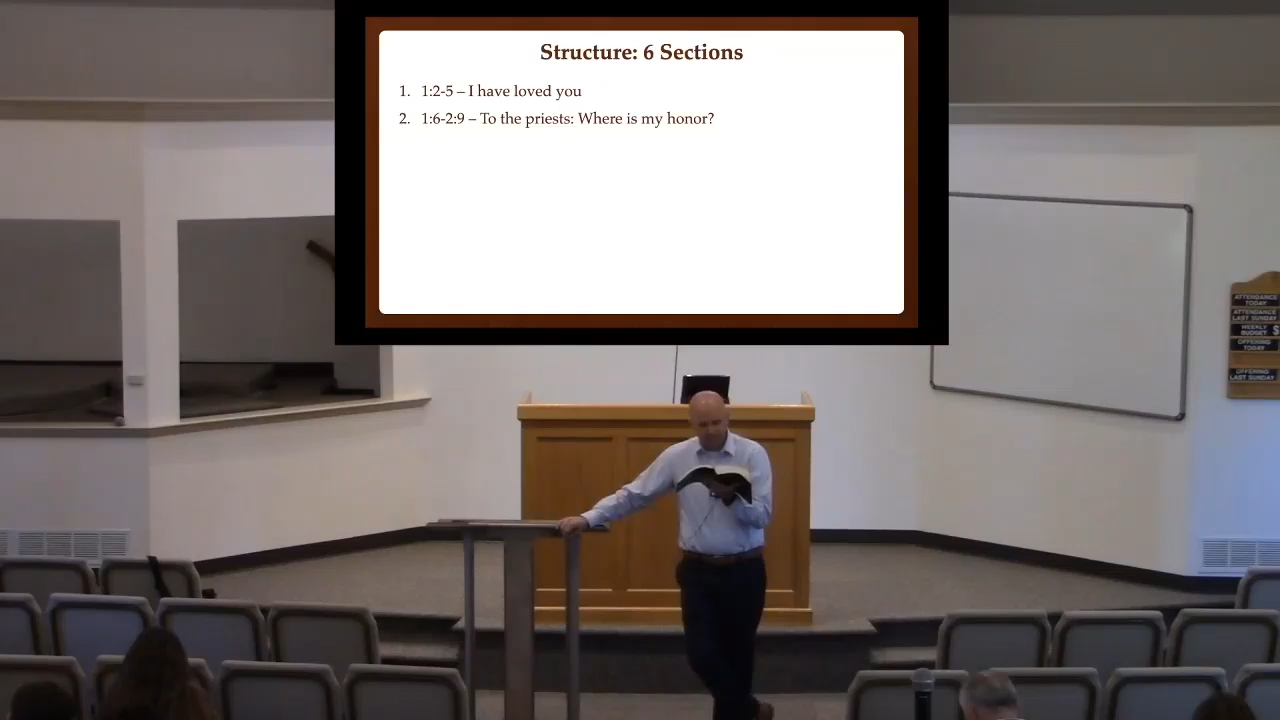 Structure: 6 Sections
1. 1:2-5 – I have loved you
2. 1:6-2:9 – To the priests: Where is my honor?
ATTENDANCE
TODAY
ATTENDANCE
LAST SUNDAY
WEEKLY
BUDGET $
OFFERING
TODAY
OFFERING
LAST SUNDAY